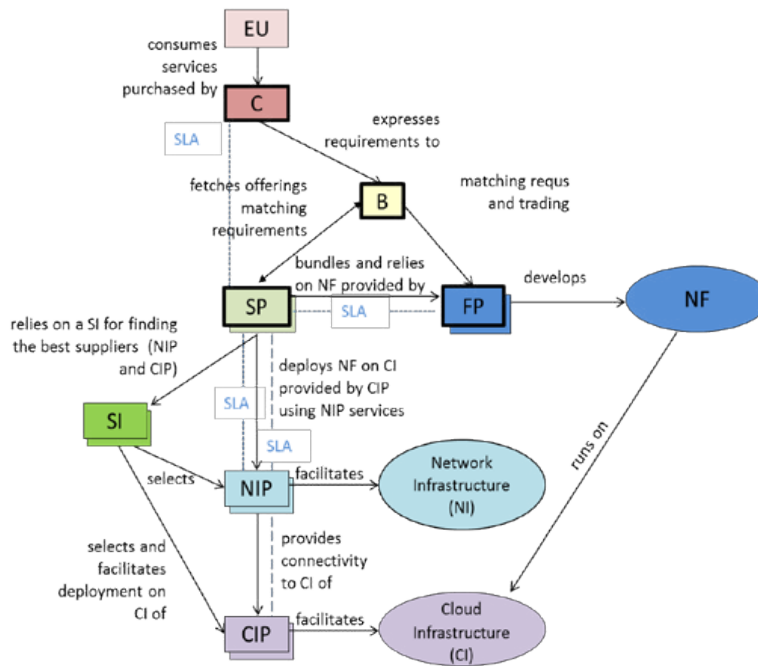 EU
consumes
services
purchased by
C
SLA
expresses
requirements to
fetches offerings
matching
requirements
B
matching requs
and trading
bundles and relies
on NF provided by
SP
SLA
FP
develops
NF
relies on a SI for finding
the best suppliers (NIP
and CIP)
deploys NF on CI
provided by CIP
using NIP services
SLA
SLA
SI
selects
NIP
facilitates
Network
Infrastructure
(NI)
runs on
selects and
facilitates
deployment on
CI of
provides
connectivity
to CI of
CIP
facilitates
Cloud
Infrastructure
(CI)